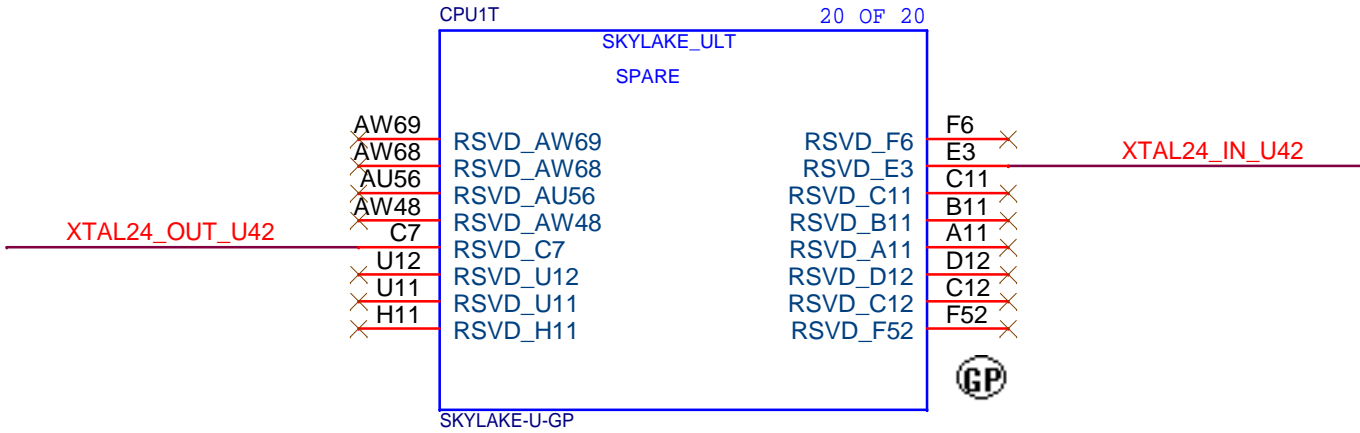 CPU1T 20 OF 20
SKYLAKE_ULT
SPARE
AW69 RSVD_AW69 RSVD_F6 F6
AW68 RSVD_AW68 RSVD_E3 E3 XTAL24_IN_U42
AU56 RSVD_AU56 RSVD_C11 C11
AW48 RSVD_AW48 RSVD_B11 B11
XTAL24_OUT_U42 C7 RSVD_C7 RSVD_A11 A11
U12 RSVD_U12 RSVD_D12 D12
U11 RSVD_U11 RSVD_C12 C12
H11 RSVD_H11 RSVD_F52 F52
GP
SKYLAKE-U-GP